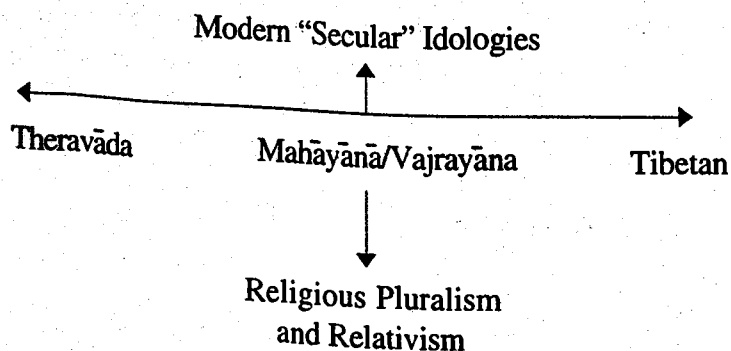 Modern “Secular” Idologies
Theravāda
Mahāyānā/Vajrayāna
Tibetan
Religious Pluralism
and Relativism